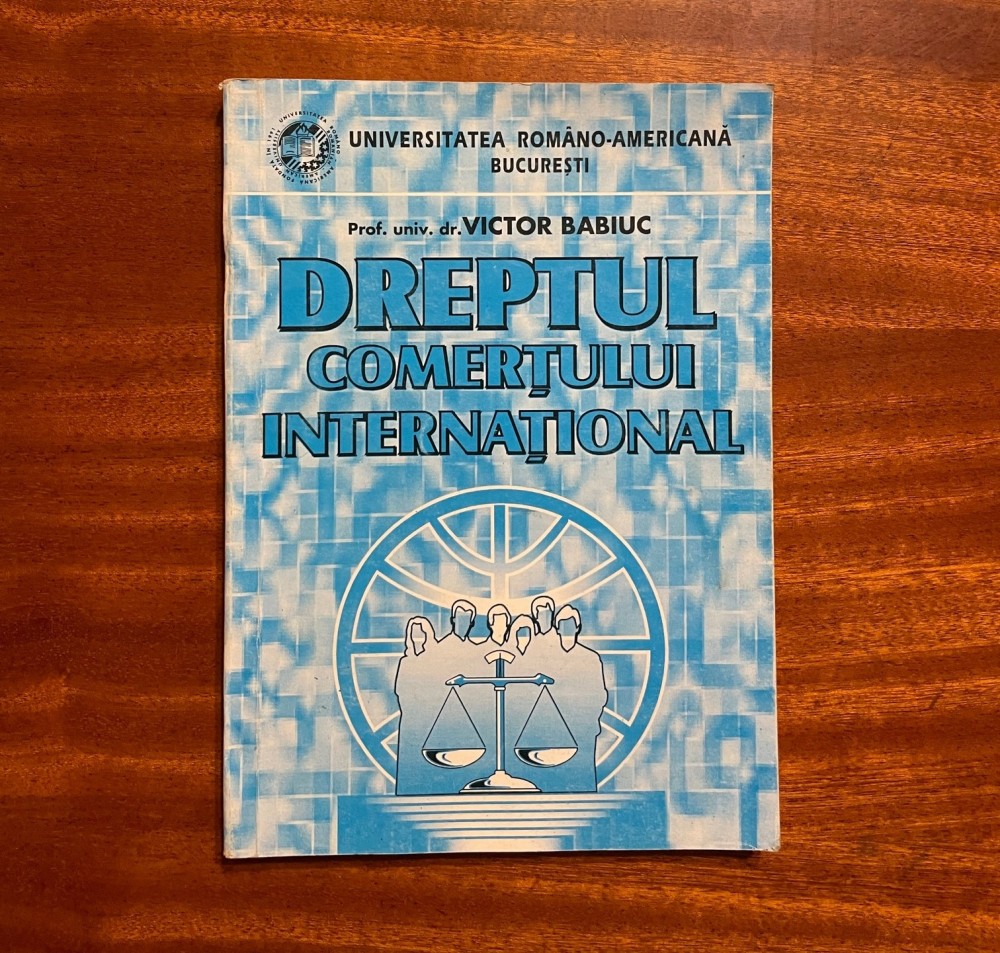 UNIVERSITATEA ROMÂNO-AMERICANĂ
BUCUREȘTI
Prof. univ. dr. VICTOR BABIUC
DREPTUL
COMERȚULUI
INTERNAȚIONAL